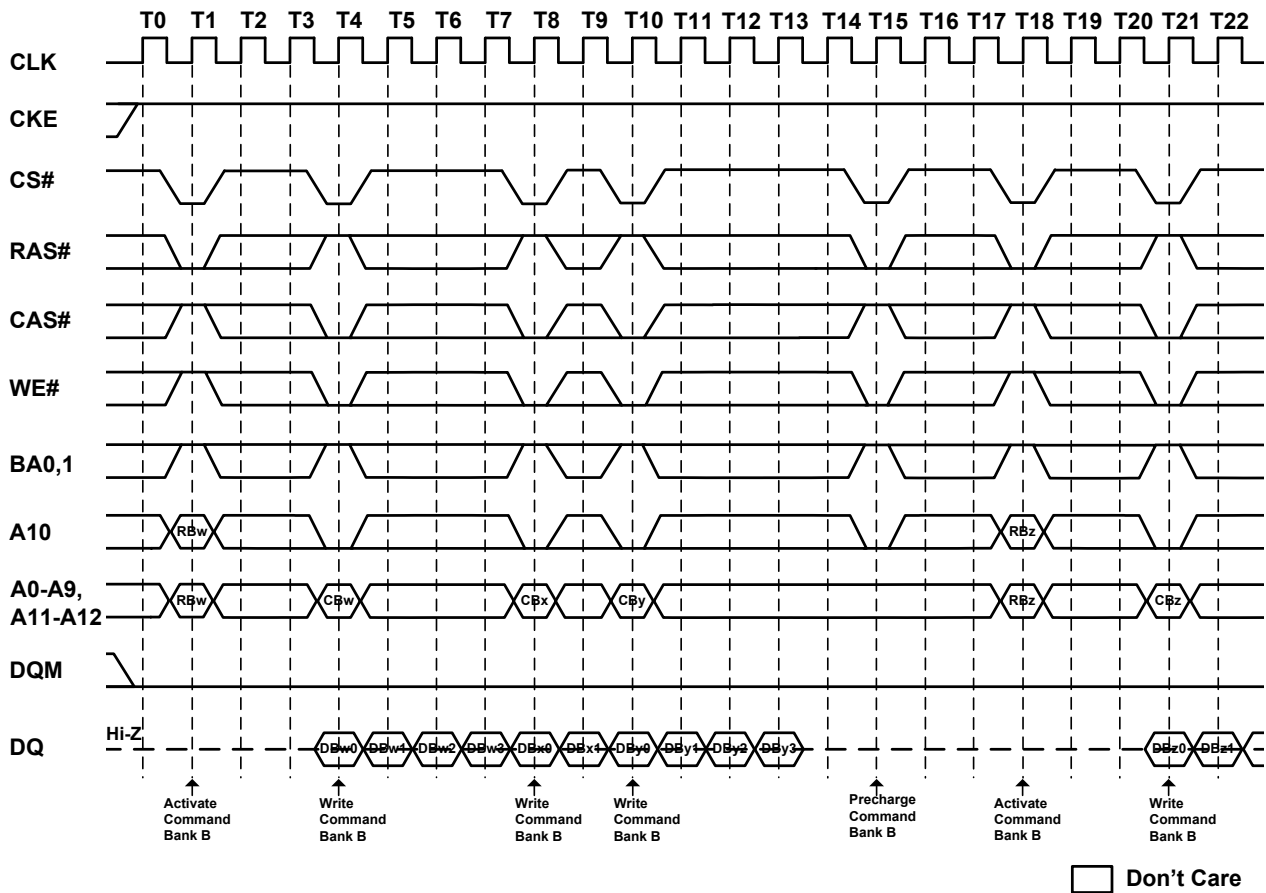 T0 T1 T2 T3 T4 T5 T6 T7 T8 T9 T10 T11 T12 T13 T14 T15 T16 T17 T18 T19 T20 T21 T22
CLK
CKE
CS#
RAS#
CAS#
WE#
BA0,1
A10
RBw RBz
A0-A9,
A11-A12
RBw CBw CBx CBy RBz CBz
DQM
DQ
Hi-Z
DBw0 DBw1 DBw2 DBw3 DBx0 DBx1 DBy0 DBy1 DBy2 DBy3 DBz0 DBz1
Activate
Command
Bank B
Write
Command
Bank B
Write
Command
Bank B
Write
Command
Bank B
Precharge
Command
Bank B
Activate
Command
Bank B
Write
Command
Bank B
Don't Care